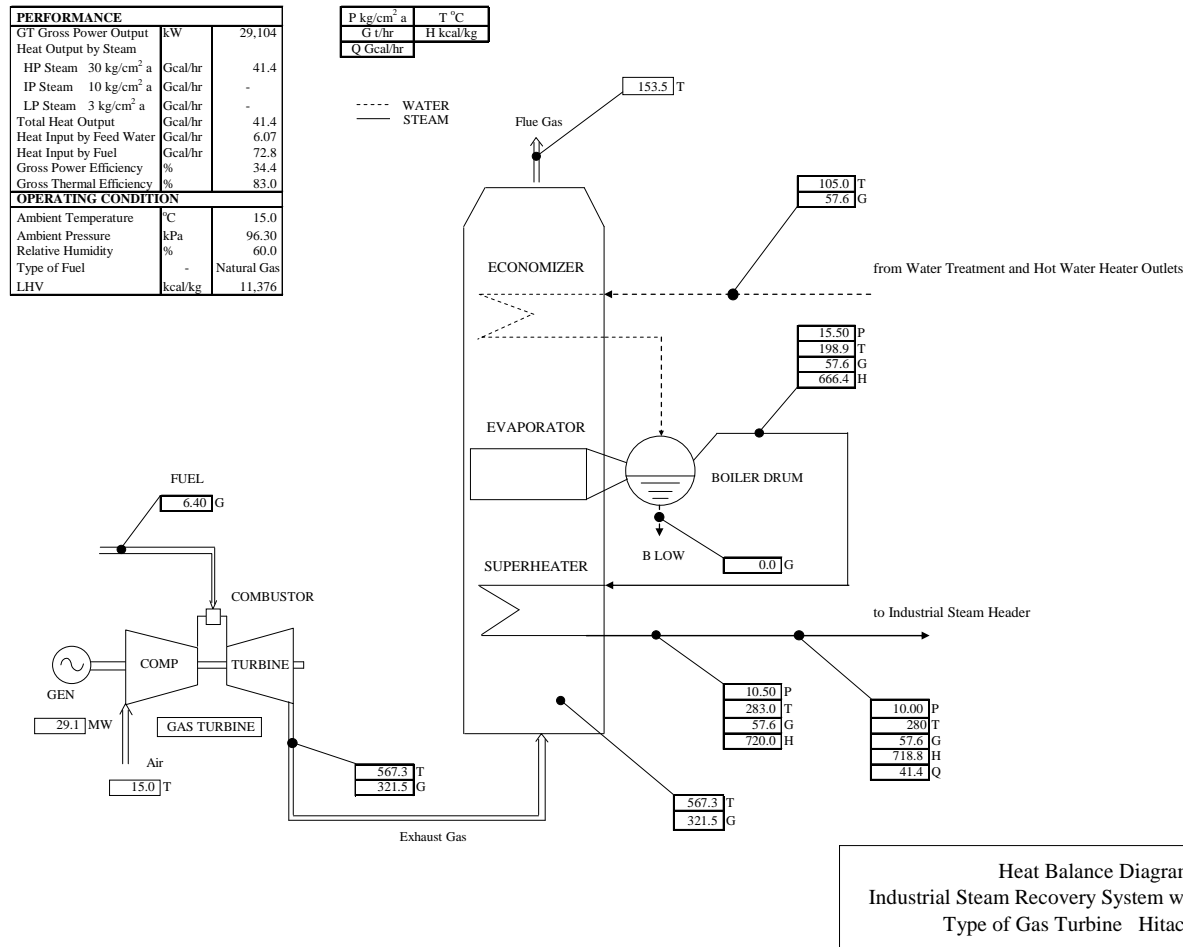 PERFORMANCE
GT Gross Power Output kW 29,104
Heat Output by Steam
HP Steam 30 kg/cm² a Gcal/hr 41.4
IP Steam 10 kg/cm² a Gcal/hr -
LP Steam 3 kg/cm² a Gcal/hr -
Total Heat Output Gcal/hr 41.4
Heat Input by Feed Water Gcal/hr 6.07
Heat Input by Fuel Gcal/hr 72.8
Gross Power Efficiency % 34.4
Gross Thermal Efficiency % 83.0
OPERATING CONDITION
Ambient Temperature °C 15.0
Ambient Pressure kPa 96.30
Relative Humidity % 60.0
Type of Fuel - Natural Gas
LHV kcal/kg 11,376
P kg/cm² a T °C
G t/hr H kcal/kg
Q Gcal/hr
WATER
STEAM
153.5 T
Flue Gas
105.0 T
57.6 G
ECONOMIZER
from Water Treatment and Hot Water Heater Outlets
15.50 P
198.9 T
57.6 G
666.4 H
EVAPORATOR
BOILER DRUM
FUEL
6.40 G
B LOW
0.0 G
SUPERHEATER
COMBUSTOR
to Industrial Steam Header
COMP
TURBINE
GEN
29.1 MW
GAS TURBINE
Air
15.0 T
10.50 P
283.0 T
57.6 G
720.0 H
10.00 P
280 T
57.6 G
718.8 H
41.4 Q
567.3 T
321.5 G
567.3 T
321.5 G
Exhaust Gas
Heat Balance Diagran
Industrial Steam Recovery System w
Type of Gas Turbine Hitac